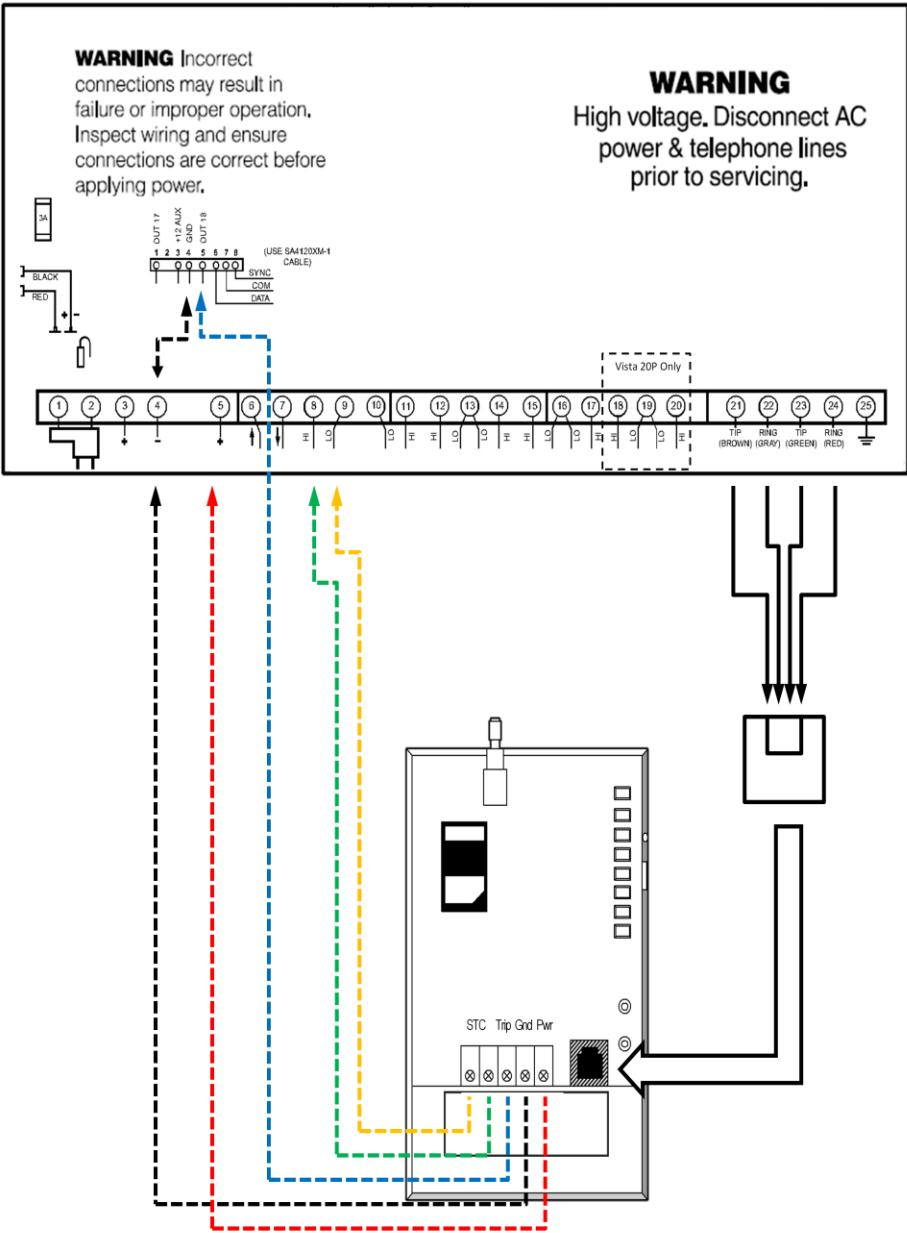 WARNING Incorrect
connections may result in
failure or improper operation.
Inspect wiring and ensure
connections are correct before
applying power.
WARNING
High voltage. Disconnect AC
power & telephone lines
prior to servicing.
3A
OUT 17
+12 AUX
GND
OUT 18
1 2 3 4 5 6 7 8
(USE SA4120XM-1
CABLE)
SYNC
COM
DATA
BLACK
RED
+ -
Vista 20P Only
1 2 3 4 5 6 7 8 9 10 11 12 13 14 15 16 17 18 19 20 21 22 23 24 25
+ - + HI LO LO HI HI LO LO HI HI LO LO HI HI LO LO HI
TIP
(BROWN)
RING
(GRAY)
TIP
(GREEN)
RING
(RED)
STC Trip Gnd Pwr